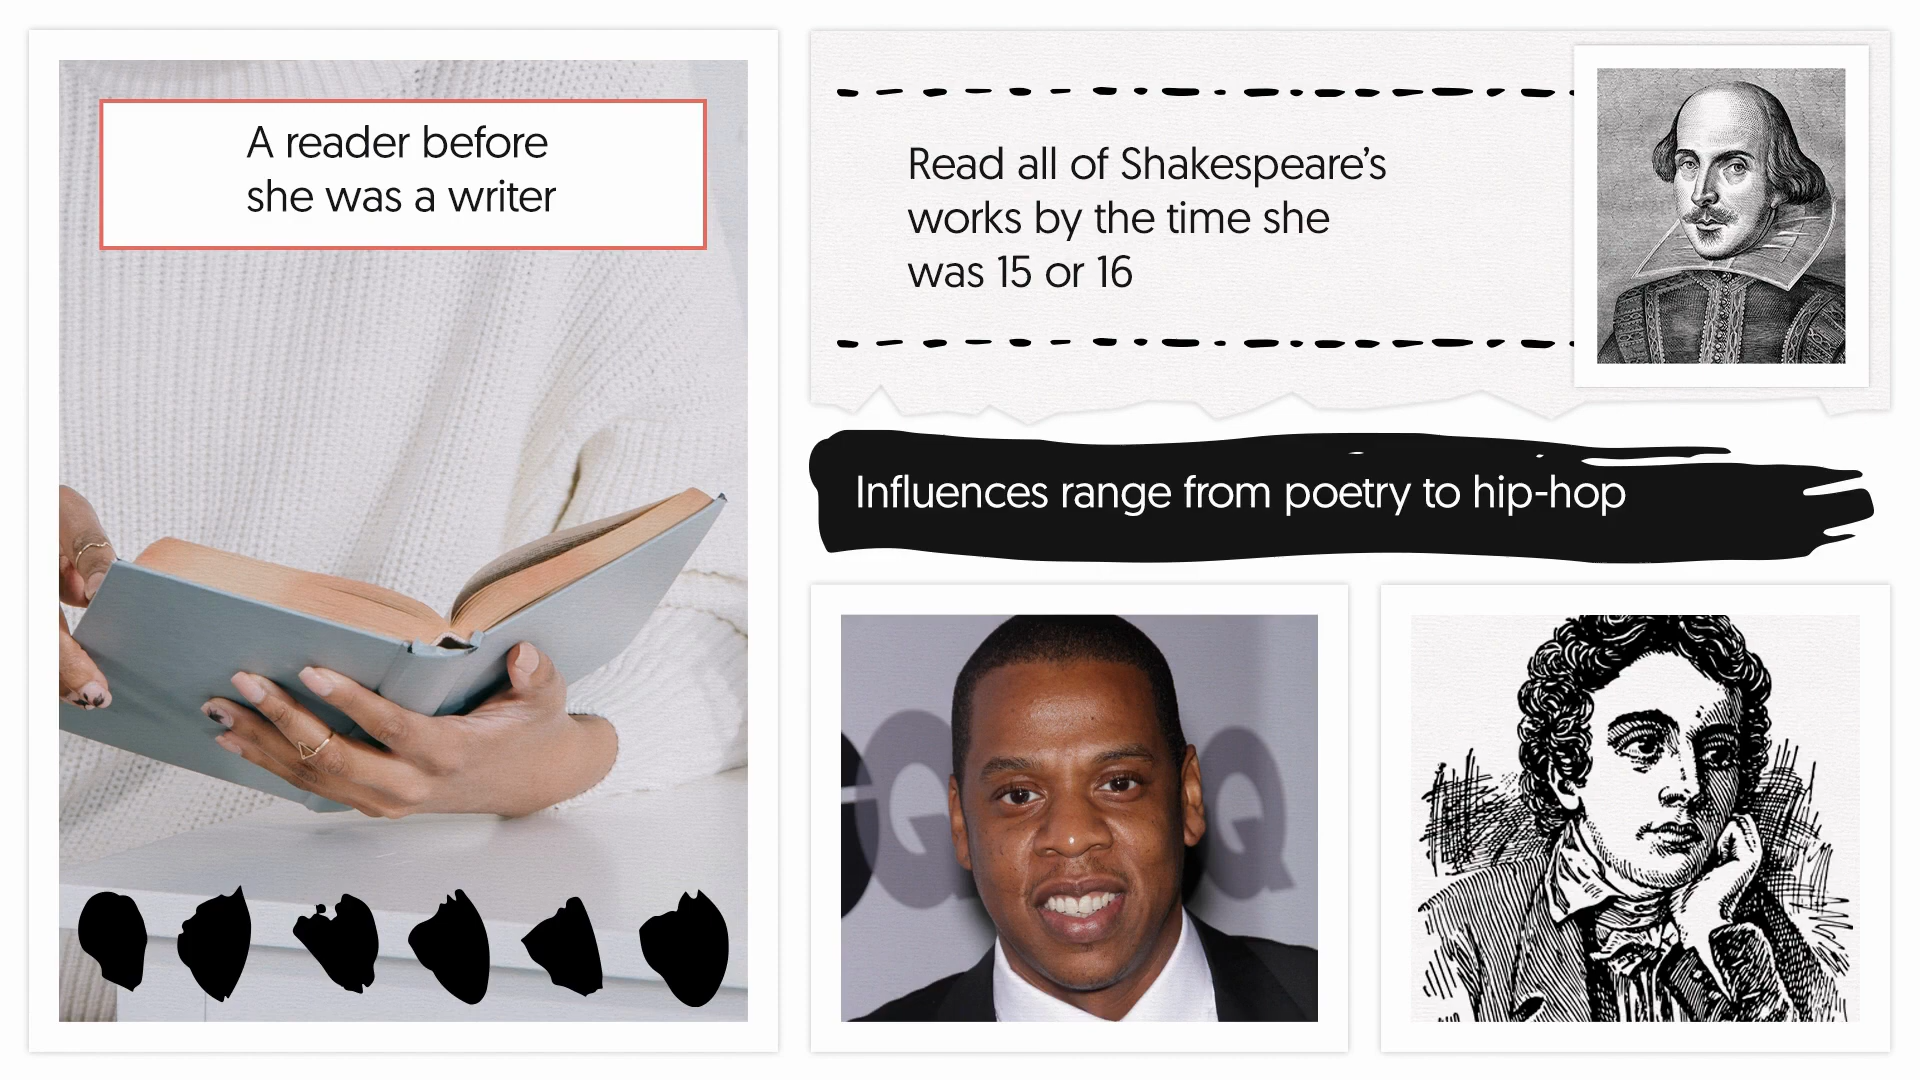 A reader before
she was a writer
Read all of Shakespeare’s
works by the time she
was 15 or 16
Influences range from poetry to hip-hop
GQ